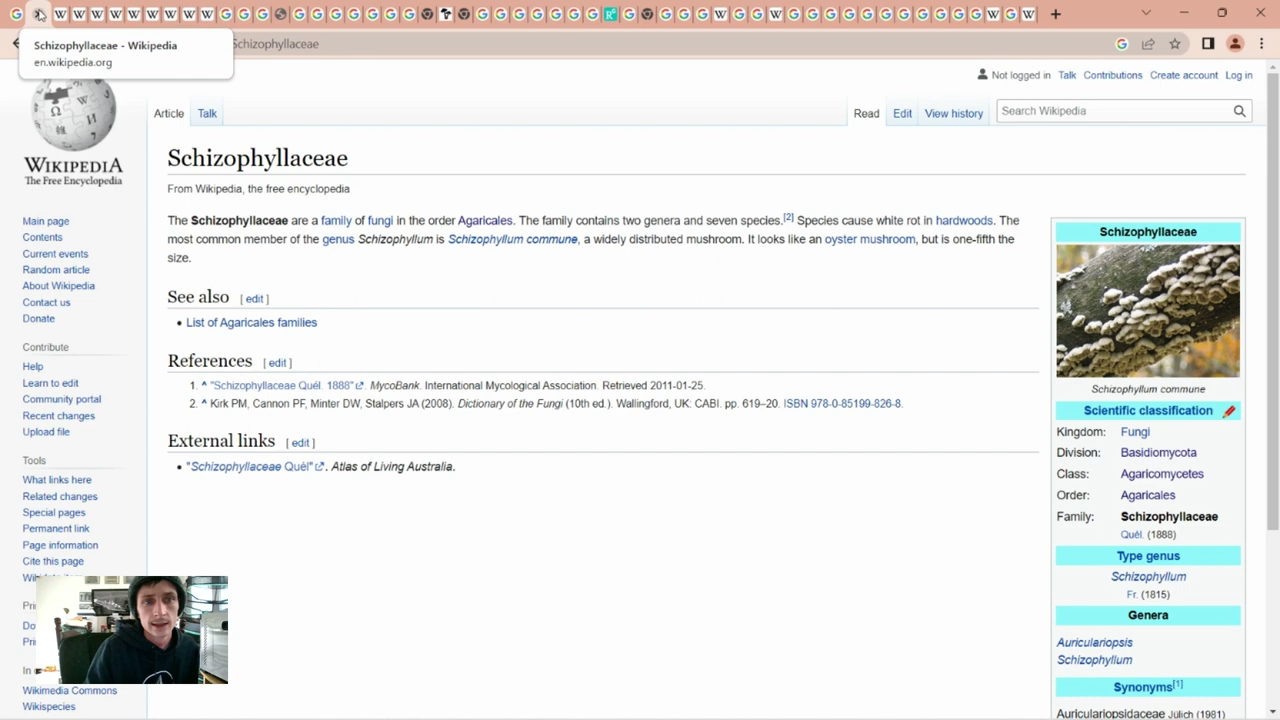 Schizophyllaceae - Wikipedia
en.wikipedia.org
Schizophyllaceae
Not logged in Talk Contributions Create account Log in
Article Talk
Read Edit View history Search Wikipedia
WIKIPEDIA
The Free Encyclopedia
Main page
Contents
Current events
Random article
About Wikipedia
Contact us
Donate
Contribute
Help
Learn to edit
Community portal
Recent changes
Upload file
Tools
What links here
Related changes
Special pages
Permanent link
Page information
Cite this page
Wikimedia Commons
Wikispecies
Schizophyllaceae
From Wikipedia, the free encyclopedia
The Schizophyllaceae are a family of fungi in the order Agaricales. The family contains two genera and seven species.[2] Species cause white rot in hardwoods. The
most common member of the genus Schizophyllum is Schizophyllum commune, a widely distributed mushroom. It looks like an oyster mushroom, but is one-fifth the
size.
See also [ edit ]
• List of Agaricales families
References [ edit ]
1. ^ "Schizophyllaceae Quél. 1888". MycoBank. International Mycological Association. Retrieved 2011-01-25.
2. ^ Kirk PM, Cannon PF, Minter DW, Stalpers JA (2008). Dictionary of the Fungi (10th ed.). Wallingford, UK: CABI. pp. 619–20. ISBN 978-0-85199-826-8.
External links [ edit ]
• "Schizophyllaceae Quél". Atlas of Living Australia.
Schizophyllaceae
Schizophyllum commune
Scientific classification
Kingdom: Fungi
Division: Basidiomycota
Class: Agaricomycetes
Order: Agaricales
Family: Schizophyllaceae
Quél. (1888)
Type genus
Schizophyllum
Fr. (1815)
Genera
Auriculariopsis
Schizophyllum
Synonyms[1]
Auriculariopsidaceae Jülich (1981)